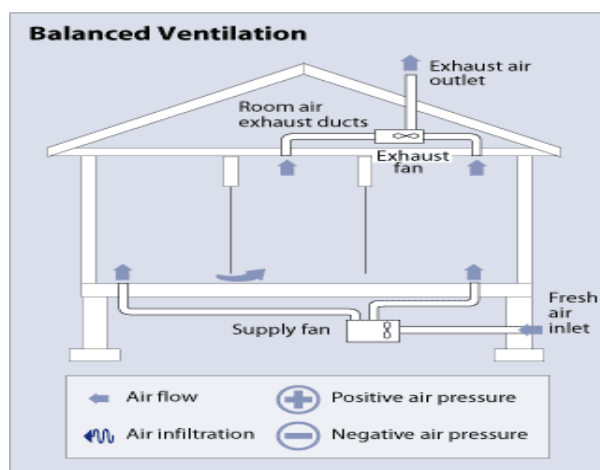 Balanced Ventilation
Exhaust air
outlet
Room air
exhaust ducts
Exhaust
fan
Supply fan
Fresh
air
inlet
Air flow
Positive air pressure
Air infiltration
Negative air pressure